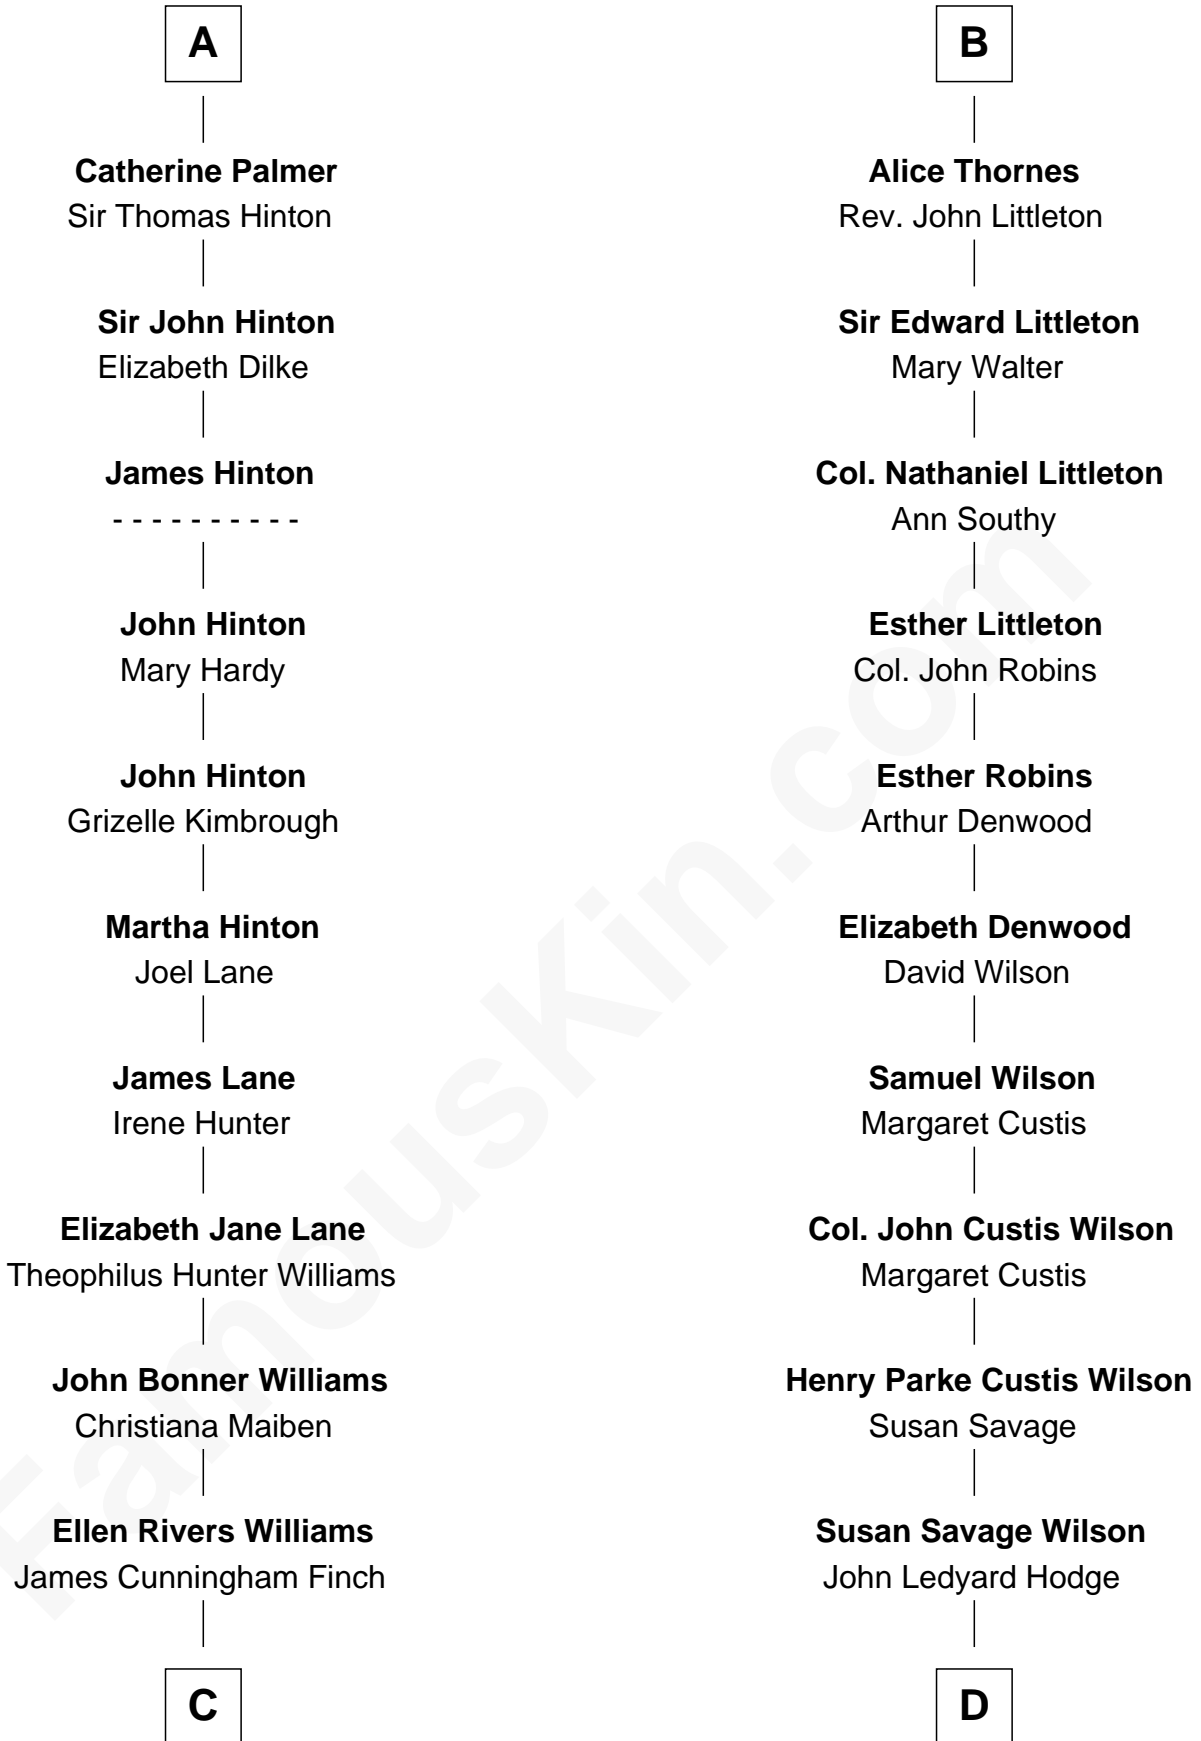 A
Catherine Palmer
Sir Thomas Hinton
Sir John Hinton
Elizabeth Dilke
James Hinton
- - - - - - - - - -
John Hinton
Mary Hardy
John Hinton
Grizelle Kimbrough
Martha Hinton
Joel Lane
James Lane
Irene Hunter
Elizabeth Jane Lane
Theophilus Hunter Williams
John Bonner Williams
Christiana Maiben
Ellen Rivers Williams
James Cunningham Finch
C
B
Alice Thornes
Rev. John Littleton
Sir Edward Littleton
Mary Walter
Col. Nathaniel Littleton
Ann Southy
Esther Littleton
Col. John Robins
Esther Robins
Arthur Denwood
Elizabeth Denwood
David Wilson
Samuel Wilson
Margaret Custis
Col. John Custis Wilson
Margaret Custis
Henry Parke Custis Wilson
Susan Savage
Susan Savage Wilson
John Ledyard Hodge
D
FamousKin.com